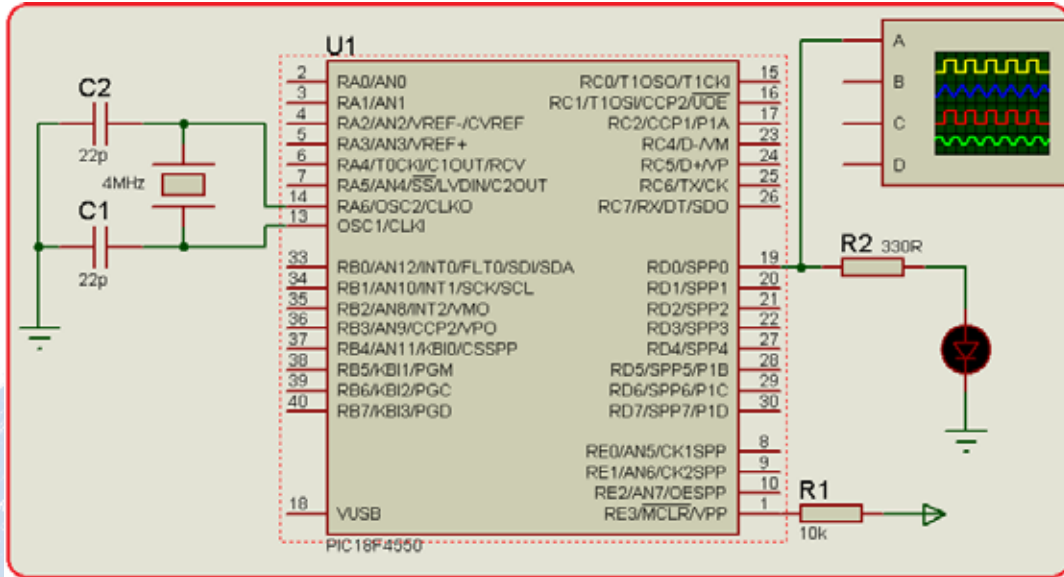 U1
C2
22p
4MHz
C1
22p
2 RA0/AN0
3 RA1/AN1
4 RA2/AN2/VREF-/CVREF
5 RA3/AN3/VREF+
6 RA4/T0CKI/C1OUT/RCV
7 RA5/AN4/SS/LVDIN/C2OUT
14 RA6/OSC2/CLKO
13 OSC1/CLKI
33 RB0/AN12/INT0/FLT0/SDI/SDA
34 RB1/AN10/INT1/SCK/SCL
35 RB2/AN8/INT2/VMO
36 RB3/AN9/CCP2/VPO
37 RB4/AN11/KBI0/CSSPP
38 RB5/KBI1/PGM
39 RB6/KBI2/PGC
40 RB7/KBI3/PGD
18 VUSB
RC0/T1OSO/T1CKI 15
RC1/T1OSI/CCP2/UOE 16
RC2/CCP1/P1A 17
RC4/D-/VM 23
RC5/D+/VP 24
RC6/TX/CK 25
RC7/RX/DT/SDO 26
RD0/SPP0 19
RD1/SPP1 20
RD2/SPP2 21
RD3/SPP3 22
RD4/SPP4 27
RD5/SPP5/P1B 28
RD6/SPP6/P1C 29
RD7/SPP7/P1D 30
RE0/AN5/CK1SPP 8
RE1/AN6/CK2SPP 9
RE2/AN7/OESPP 10
RE3/MCLR/VPP 1
PIC18F4550
A
B
C
D
R2 330R
R1
10k